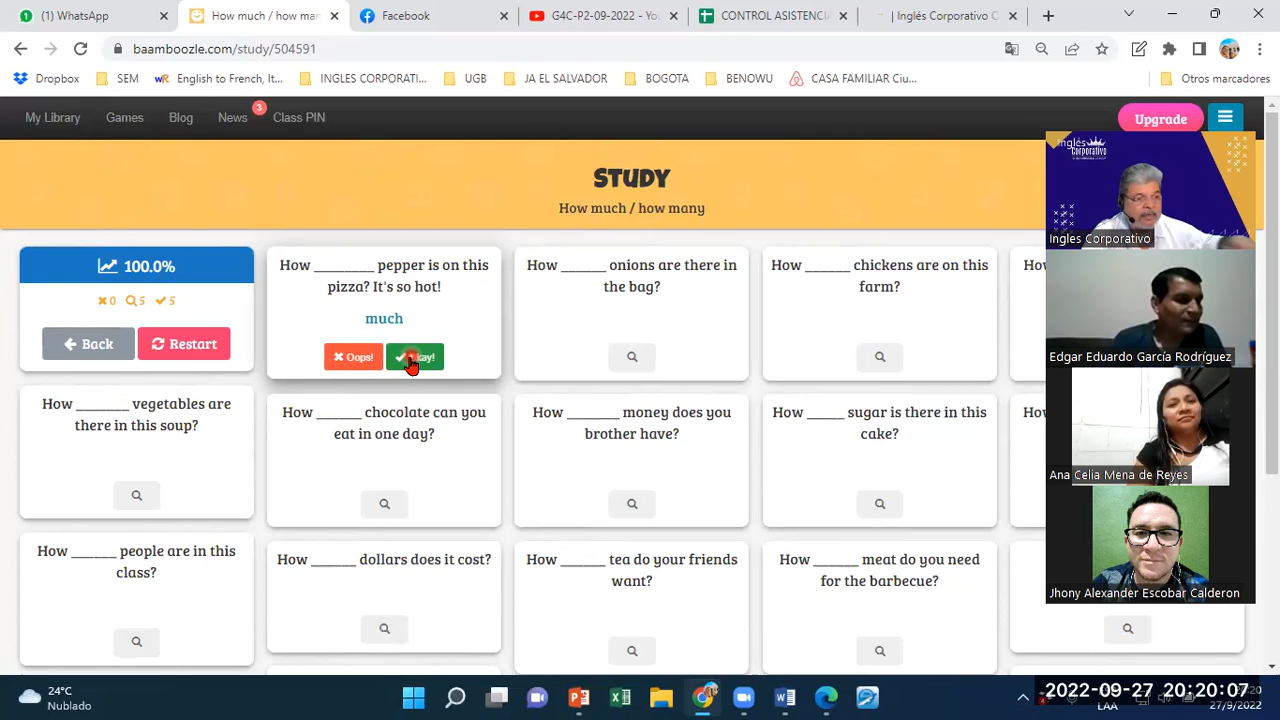 (1) WhatsApp
How much / how mar
Facebook
G4C-P2-09-2022 - Yo
CONTROL ASISTENCIA
Inglés Corporativo C
baamboozle.com/study/504591
Dropbox
SEM
English to French, It...
INGLES CORPORATI...
UGB
JA EL SALVADOR
BOGOTA
BENOWU
CASA FAMILIAR Ciu...
Otros marcadores
My Library
Games
Blog
News
3
Class PIN
Upgrade
STUDY
How much / how many
100.0%
0 5 5
Back
Restart
How ________ pepper is on this
pizza? It's so hot!
much
Oops!
How ______ onions are there in
the bag?
How ______ chickens are on this
farm?
How _______ vegetables are
there in this soup?
How ______ chocolate can you
eat in one day?
How _______ money does you
brother have?
How _____ sugar is there in this
cake?
How ______ people are in this
class?
How ______ dollars does it cost?
How ______ tea do your friends
want?
How ______ meat do you need
for the barbecue?
Inglés
Corporativo
Ingles Corporativo
Edgar Eduardo García Rodríguez
Ana Celia Mena de Reyes
Jhony Alexander Escobar Calderon
24°C
Nublado
2022-09-27 20:20:07
LAA
27/9/2022